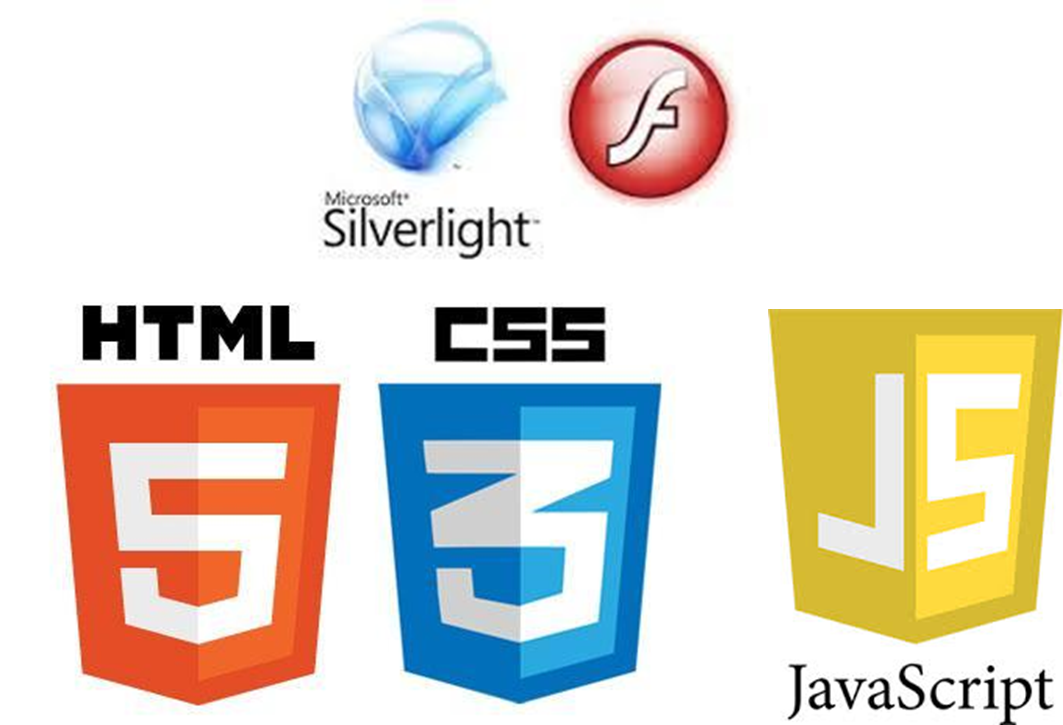 f
Microsoft®
Silverlight™
HTML
CSS
5
3
JS
JavaScript